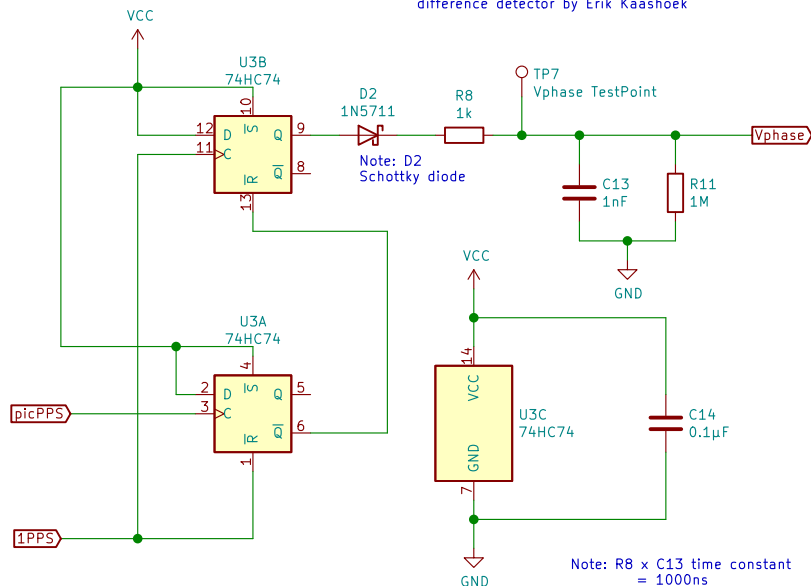 difference detector by Erik Kaashoek
VCC
U3B
74HC74
10
S
12
D
Q
9
11
C
Q
8
R
13
D2
1N5711
Note: D2
Schottky diode
R8
1k
TP7
Vphase TestPoint
Vphase
C13
1nF
R11
1M
GND
U3A
74HC74
4
S
2
D
Q
5
picPPS
3
C
Q
6
R
1
1PPS
VCC
14
VCC
U3C
74HC74
GND
7
C14
0.1µF
GND
Note: R8 x C13 time constant
= 1000ns